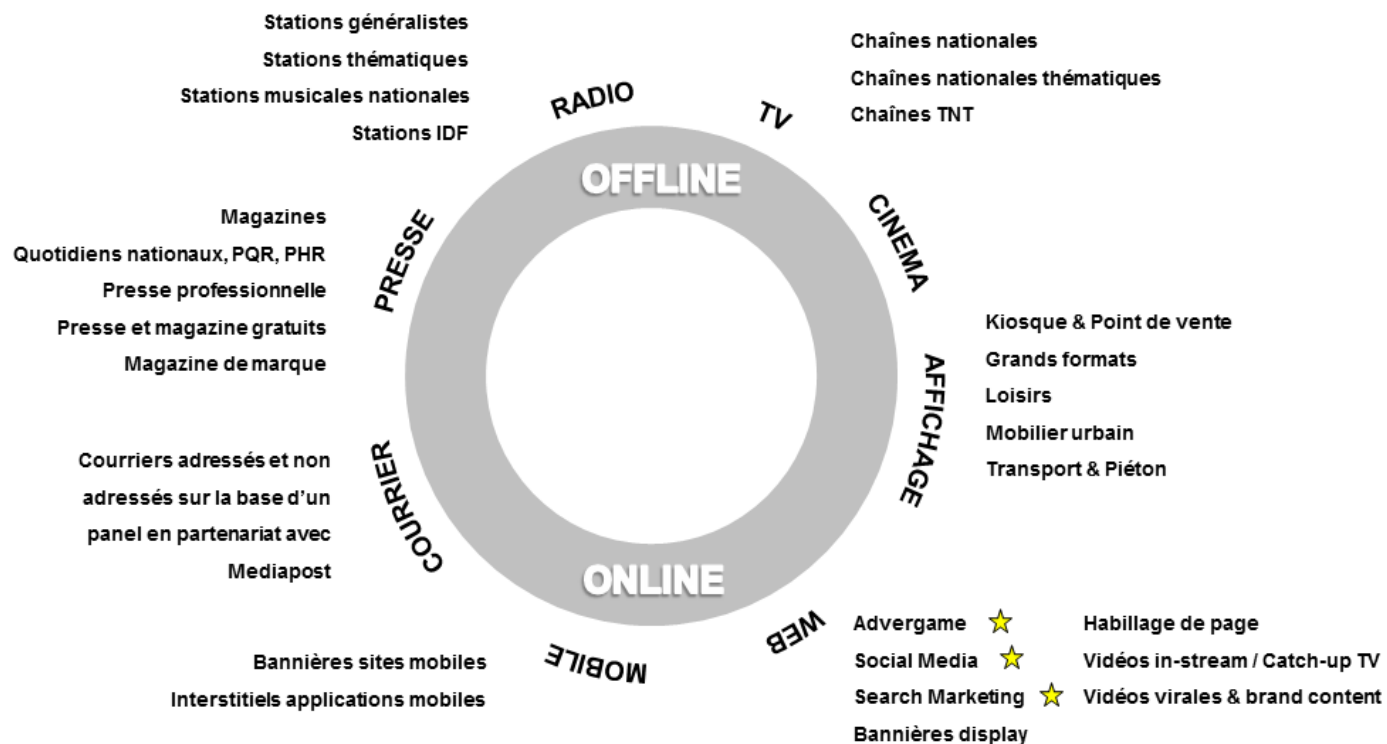 Stations généralistes
Stations thématiques
Stations musicales nationales
Stations IDF
RADIO
TV
Chaînes nationales
Chaînes nationales thématiques
Chaînes TNT
OFFLINE
CINEMA
PRESSE
Magazines
Quotidiens nationaux, PQR, PHR
Presse professionnelle
Presse et magazine gratuits
Magazine de marque
AFFICHAGE
Kiosque & Point de vente
Grands formats
Loisirs
Mobilier urbain
Transport & Piéton
COURRIER
Courriers adressés et non
adressés sur la base d'un
panel en partenariat avec
Mediapost
ONLINE
MOBILE
Bannières sites mobiles
Interstitiels applications mobiles
WEB
Advergame
Social Media
Search Marketing
Bannières display
Habillage de page
Vidéos in-stream / Catch-up TV
Vidéos virales & brand content